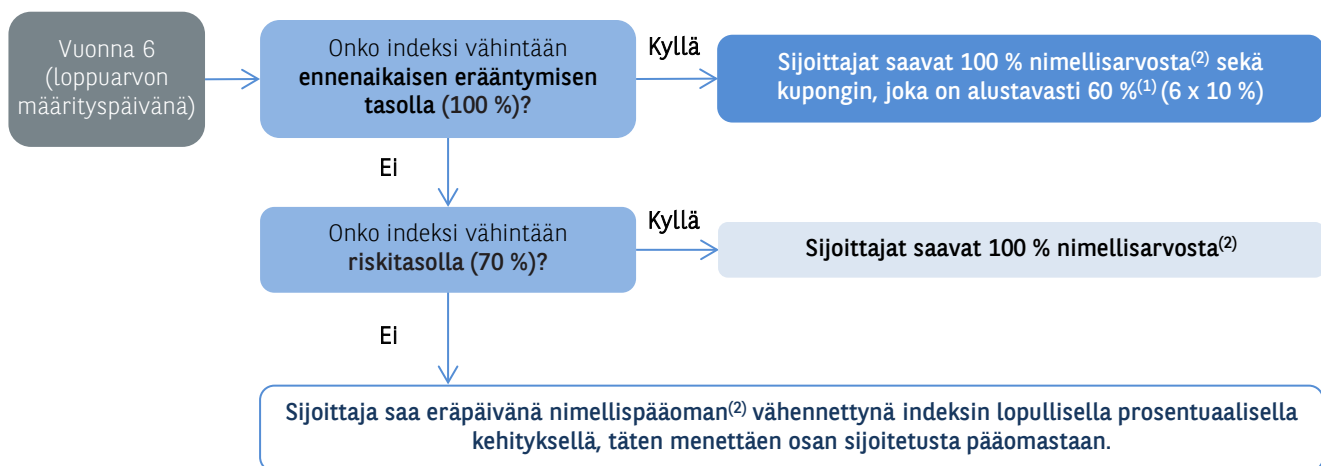 Vuonna 6
(loppuarvon
määrityspäivänä)
Onko indeksi vähintään
ennenaikaisen erääntymisen
tasolla (100 %)?
Kyllä
Sijoittajat saavat 100 % nimellisarvosta(2) sekä
kupongin, joka on alustavasti 60 %(1) (6 x 10 %)
Ei
Onko indeksi vähintään
riskitasolla (70 %)?
Kyllä
Sijoittajat saavat 100 % nimellisarvosta(2)
Ei
Sijoittaja saa eräpäivänä nimellispääoman(2) vähennettynä indeksin lopullisella prosentuaalisella
kehityksellä, täten menettäen osan sijoitetusta pääomastaan.